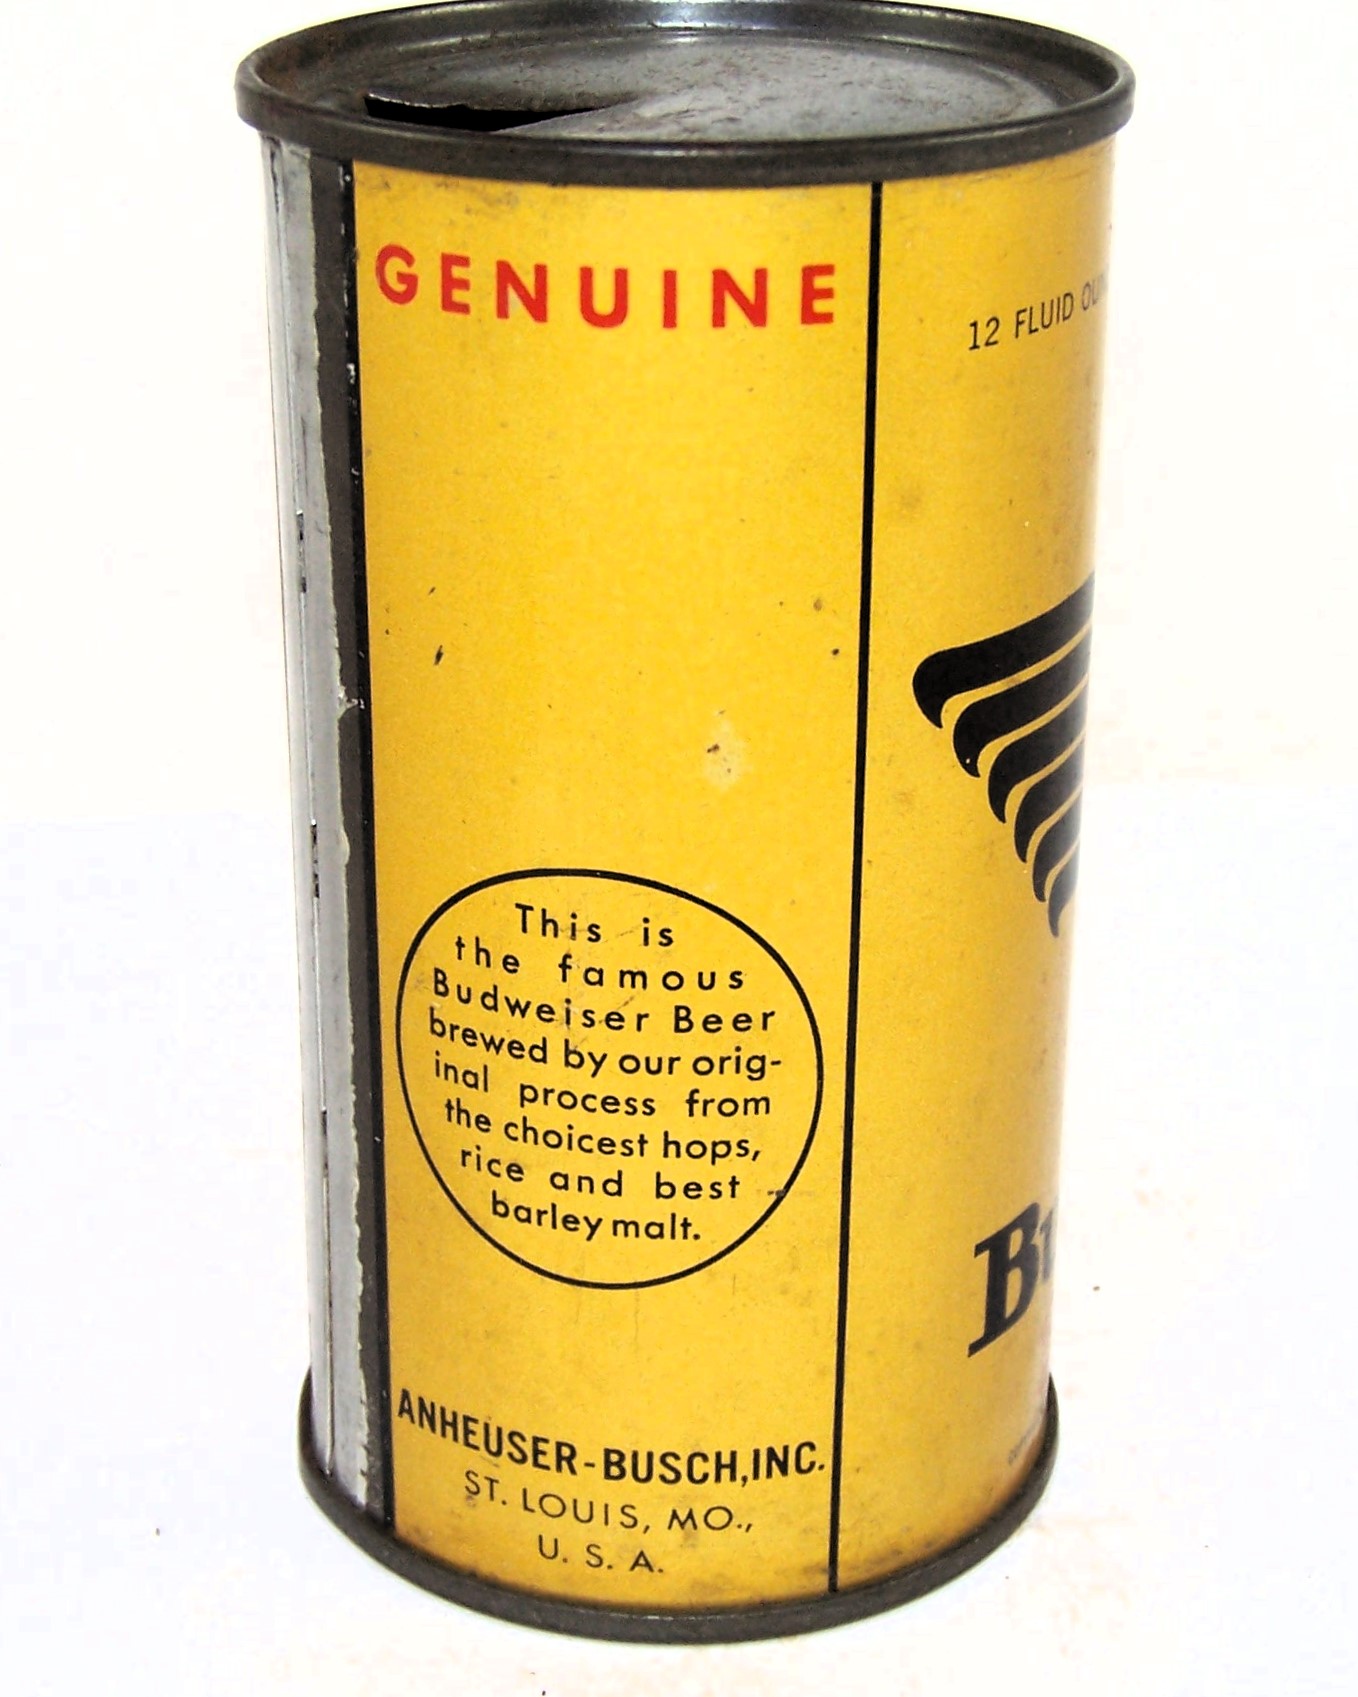 GENUINE
This is
the famous
Budweiser Beer
brewed by our orig-
inal process from
the choicest hops,
rice and best
barley malt.
ANHEUSER-BUSCH, INC.
ST. LOUIS, MO.,
U. S. A.
12 FLUID